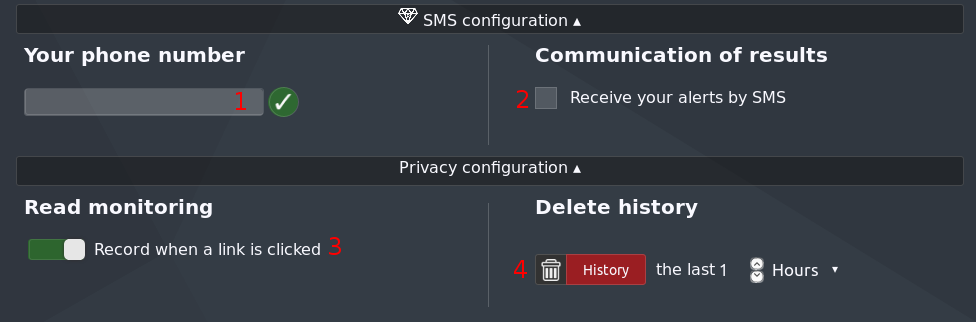 SMS configuration ▴
Your phone number
1
Communication of results
2 Receive your alerts by SMS
Privacy configuration ▴
Read monitoring
Record when a link is clicked 3
Delete history
4 History the last 1 Hours ▾